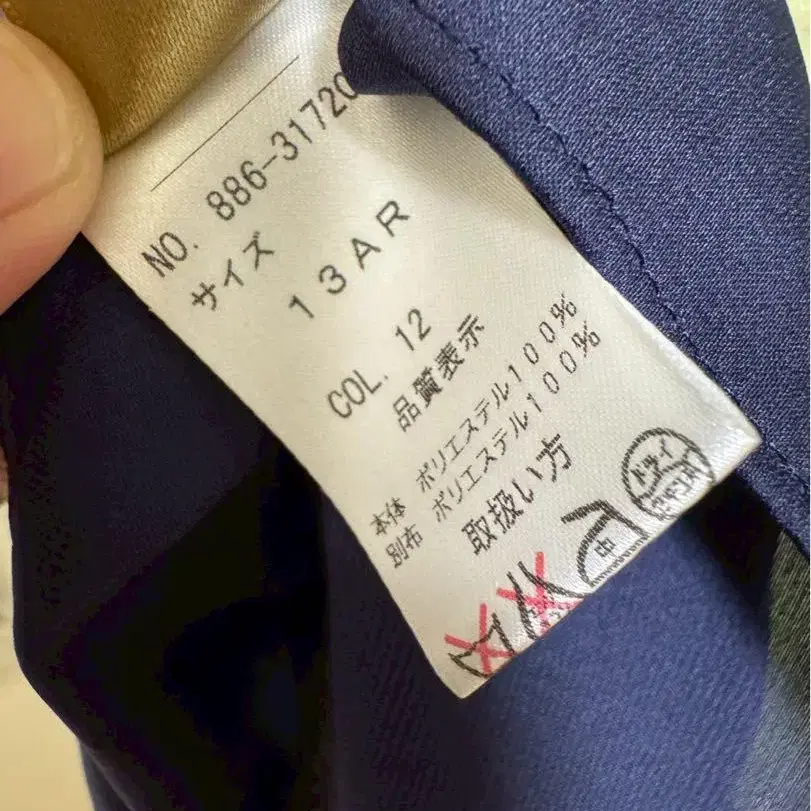 NO. 886-31720
サイズ
13AR
COL. 12
品質表示
本体 ポリエステル100%
別布 ポリエステル100%
取扱い方
ドライ
中